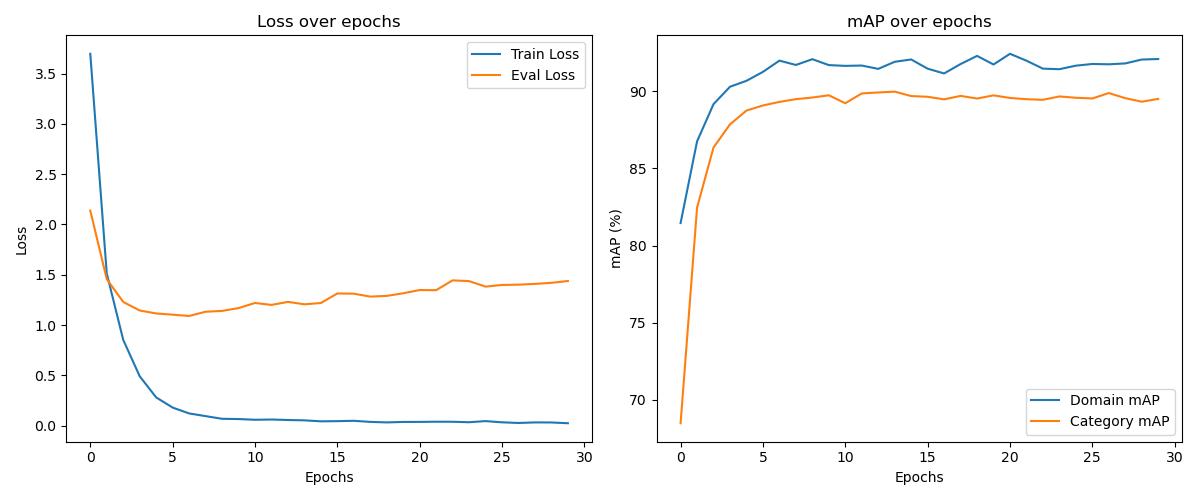 Loss over epochs
Train Loss
Eval Loss
3.5
3.0
2.5
2.0
1.5
1.0
0.5
0.0
Loss
0 5 10 15 20 25 30
Epochs
mAP over epochs
90
85
80
75
70
mAP (%)
Domain mAP
Category mAP
0 5 10 15 20 25 30
Epochs